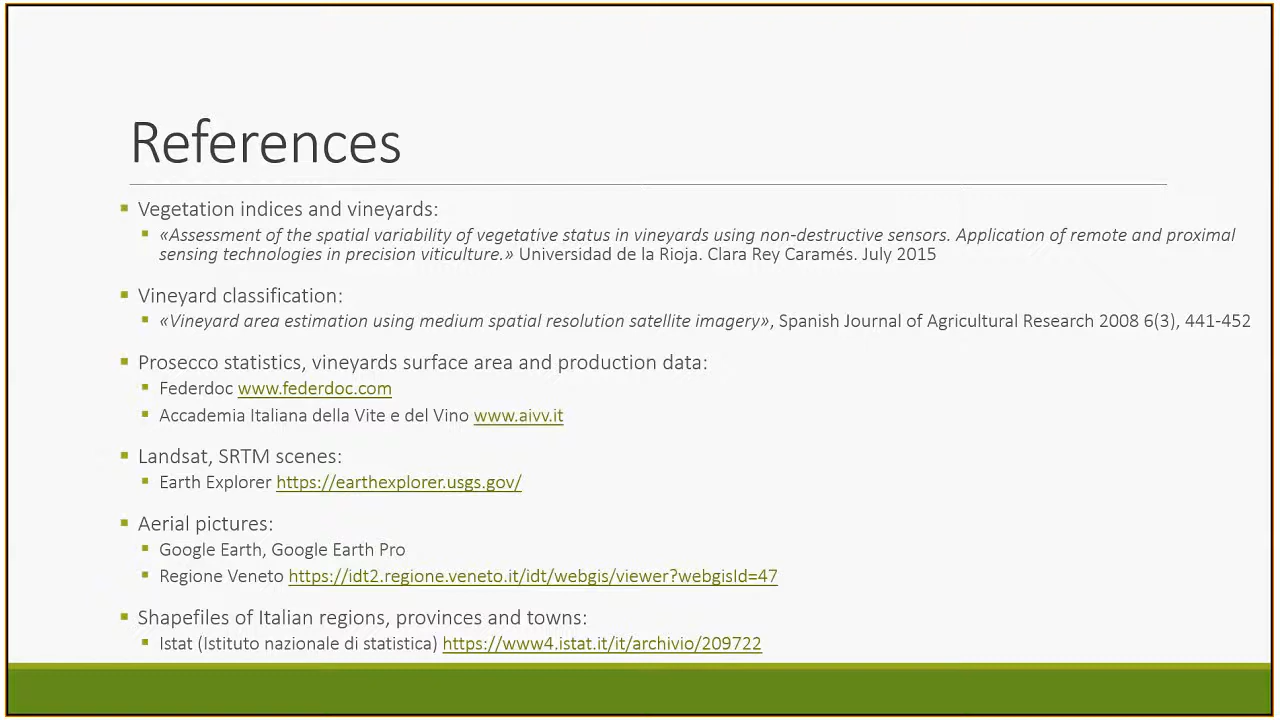 References
Vegetation indices and vineyards:
«Assessment of the spatial variability of vegetative status in vineyards using non-destructive sensors. Application of remote and proximal
sensing technologies in precision viticulture.» Universidad de la Rioja. Clara Rey Caramés. July 2015
Vineyard classification:
«Vineyard area estimation using medium spatial resolution satellite imagery», Spanish Journal of Agricultural Research 2008 6(3), 441-452
Prosecco statistics, vineyards surface area and production data:
Federdoc www.federdoc.com
Accademia Italiana della Vite e del Vino www.aivv.it
Landsat, SRTM scenes:
Earth Explorer https://earthexplorer.usgs.gov/
Aerial pictures:
Google Earth, Google Earth Pro
Regione Veneto https://idt2.regione.veneto.it/idt/webgis/viewer?webgisId=47
Shapefiles of Italian regions, provinces and towns:
Istat (Istituto nazionale di statistica) https://www4.istat.it/it/archivio/209722